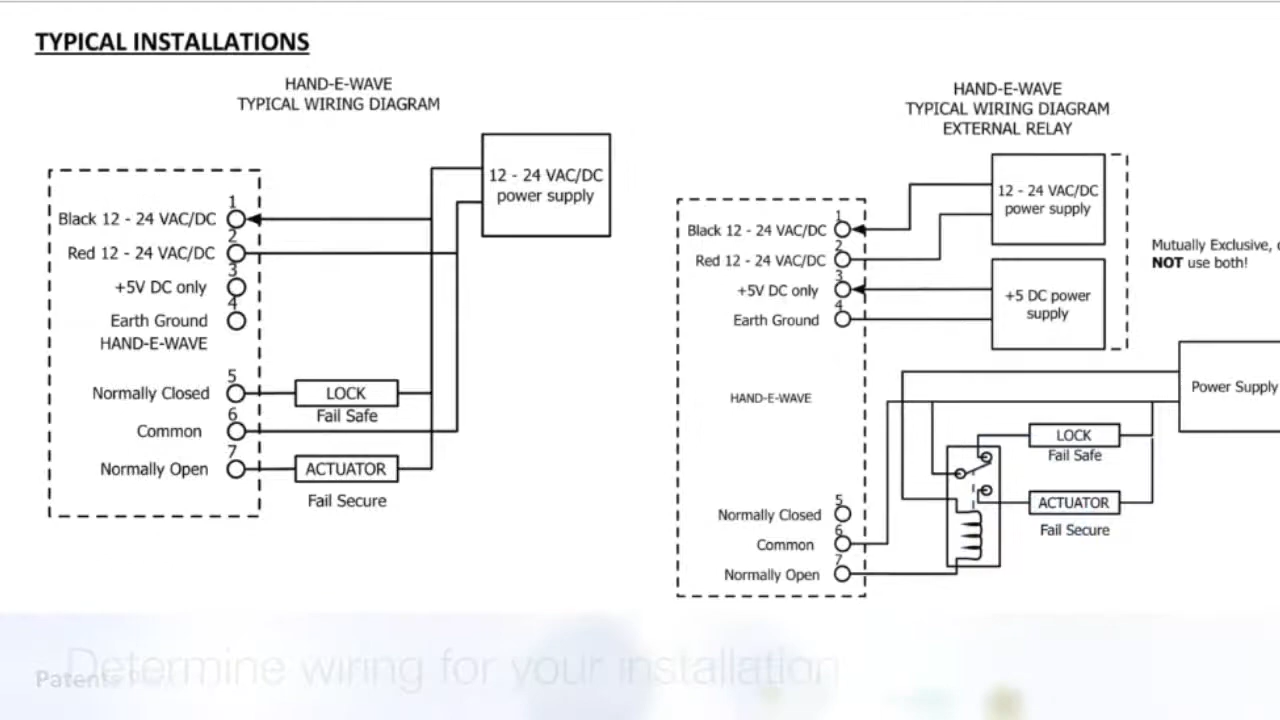 TYPICAL INSTALLATIONS
HAND-E-WAVE
TYPICAL WIRING DIAGRAM
12 - 24 VAC/DC
power supply
1
Black 12 - 24 VAC/DC
2
Red 12 - 24 VAC/DC
3
+5V DC only
4
Earth Ground
HAND-E-WAVE
5
Normally Closed
LOCK
Fail Safe
6
Common
7
Normally Open
ACTUATOR
Fail Secure
HAND-E-WAVE
TYPICAL WIRING DIAGRAM
EXTERNAL RELAY
12 - 24 VAC/DC
power supply
1
Black 12 - 24 VAC/DC
2
Red 12 - 24 VAC/DC
3
+5V DC only
4
Earth Ground
+5 DC power
supply
Mutually Exclusive,
NOT use both!
Power Supply
HAND-E-WAVE
LOCK
Fail Safe
ACTUATOR
Fail Secure
5
Normally Closed
6
Common
7
Normally Open
Determine wiring for your installation